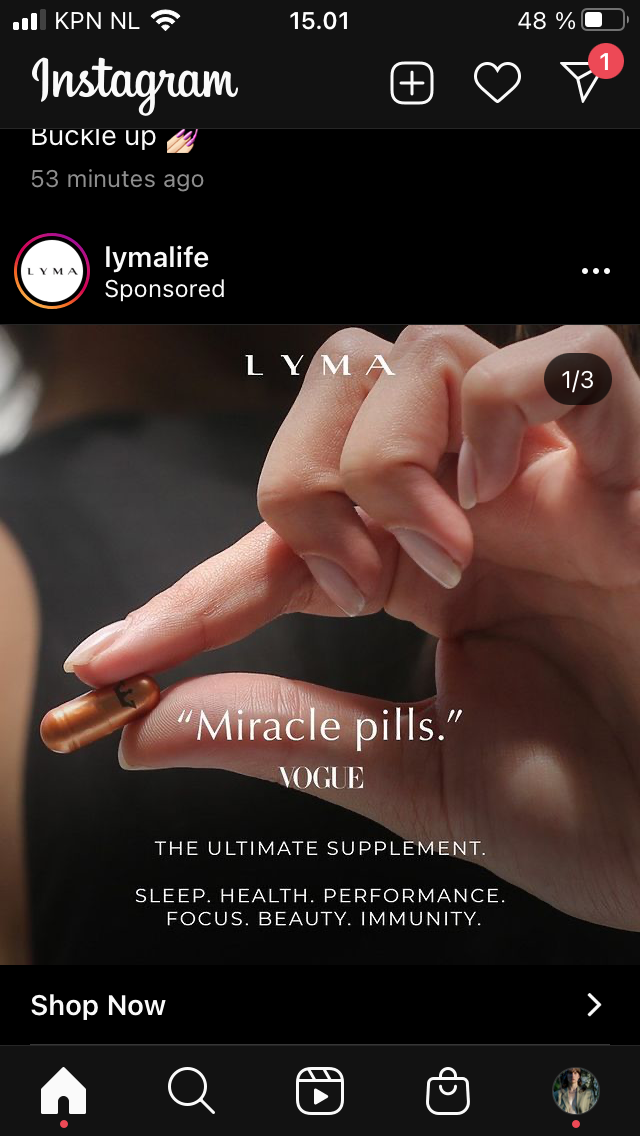 KPN NL 15.01 48 %
Instagram 1
Buckle up
53 minutes ago
LYMA lymalife
Sponsored
LYMA
1/3
“Miracle pills.”
VOGUE
THE ULTIMATE SUPPLEMENT.
SLEEP. HEALTH. PERFORMANCE.
FOCUS. BEAUTY. IMMUNITY.
Shop Now